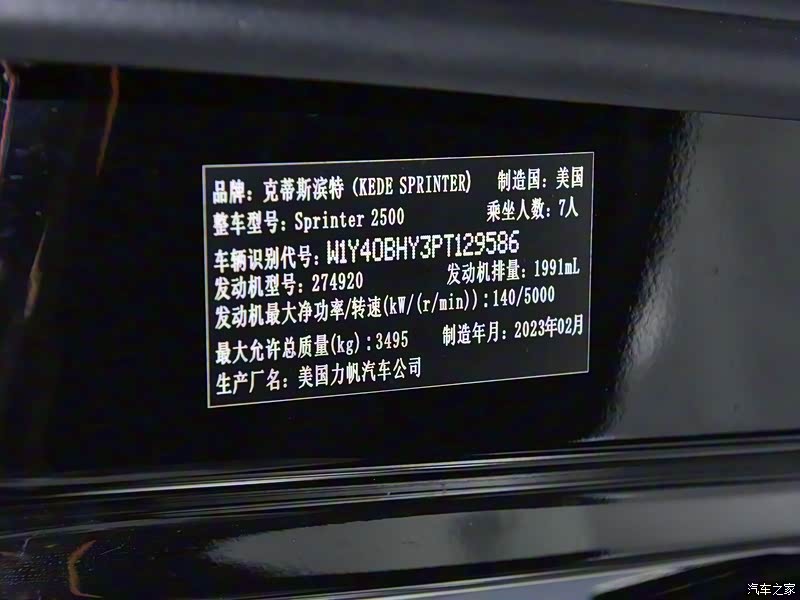 品牌：克蒂斯滨特 (KEDE SPRINTER) 制造国：美国
整车型号：Sprinter 2500 乘坐人数：7人
车辆识别代号：W1Y40BHY3PT129586
发动机型号：274920 发动机排量：1991mL
发动机最大净功率/转速(kW/(r/min))：140/5000
最大允许总质量(kg)：3495 制造年月：2023年02月
生产厂名：美国力帆汽车公司
汽车之家